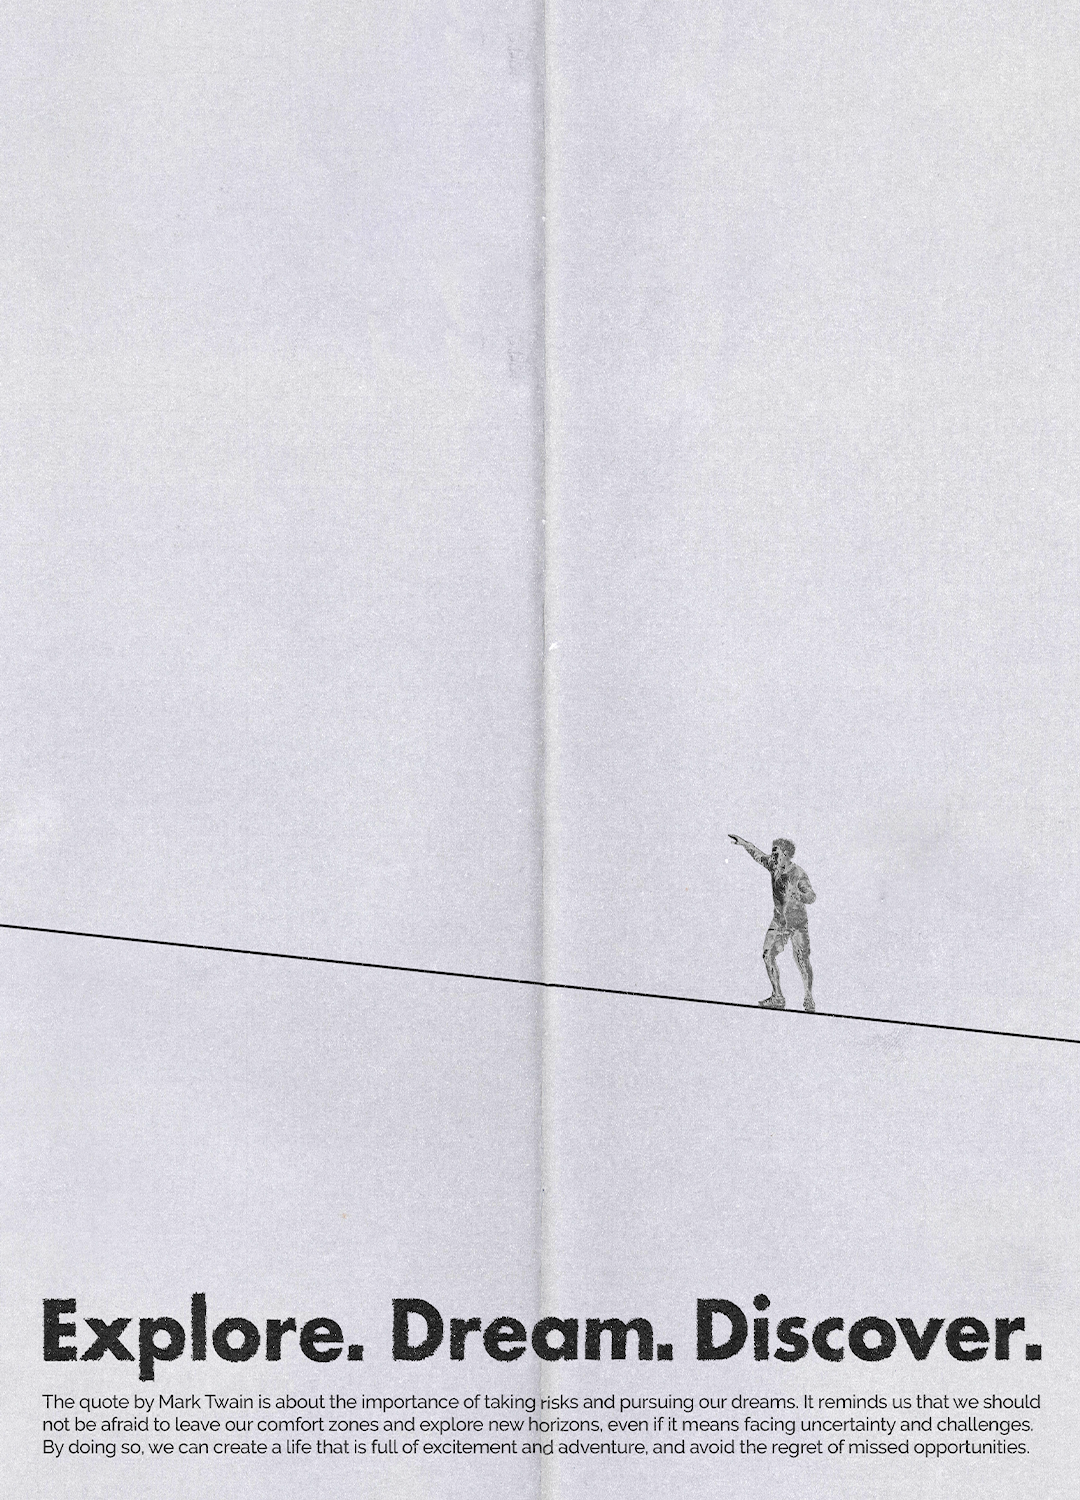 Explore. Dream. Discover.
The quote by Mark Twain is about the importance of taking risks and pursuing our dreams. It reminds us that we should
not be afraid to leave our comfort zones and explore new horizons, even if it means facing uncertainty and challenges.
By doing so, we can create a life that is full of excitement and adventure, and avoid the regret of missed opportunities.